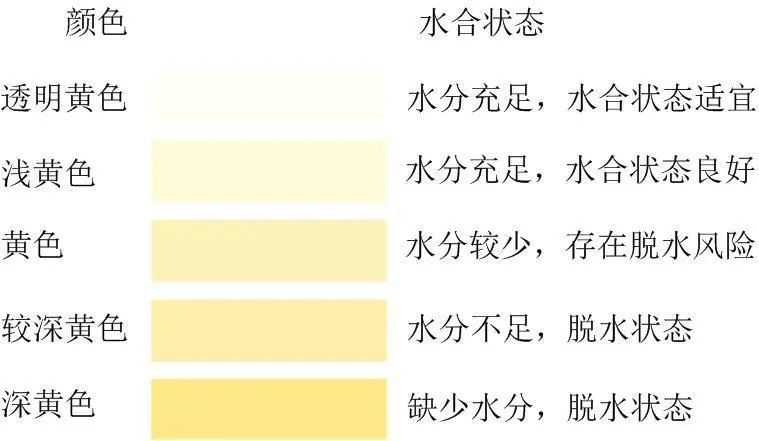 颜色 水合状态
透明黄色 水分充足，水合状态适宜
浅黄色 水分充足，水合状态良好
黄色 水分较少，存在脱水风险
较深黄色 水分不足，脱水状态
深黄色 缺少水分，脱水状态